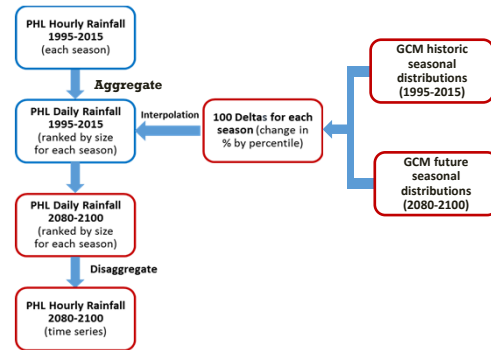 PHL Hourly Rainfall
1995-2015
(each season)
Aggregate
PHL Daily Rainfall
1995-2015
(ranked by size
for each season)
Interpolation
100 Deltas for each
season (change in
% by percentile)
GCM historic
seasonal
distributions
(1995-2015)
GCM future
seasonal
distributions
(2080-2100)
PHL Daily Rainfall
2080-2100
(ranked by size
for each season)
Disaggregate
PHL Hourly Rainfall
2080-2100
(time series)